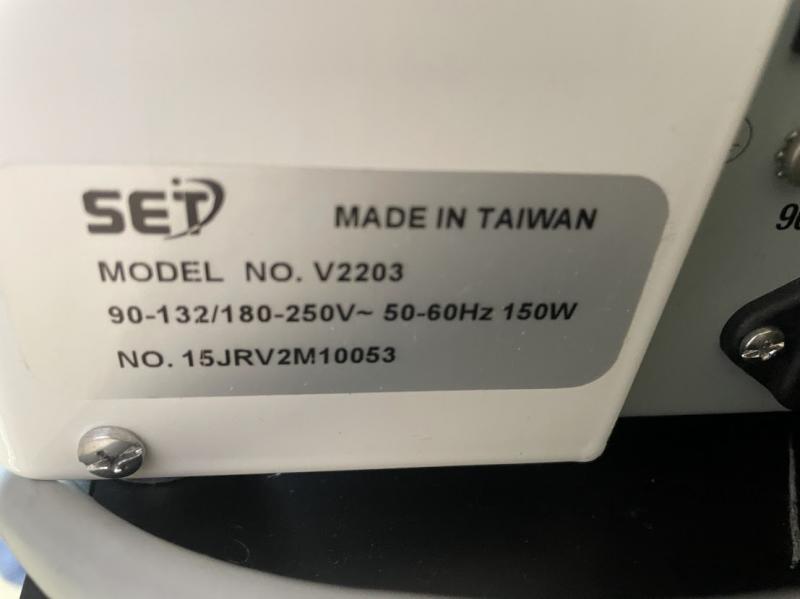 SET MADE IN TAIWAN
MODEL NO. V2203
90-132/180-250V~ 50-60Hz 150W
NO. 15JRV2M10053